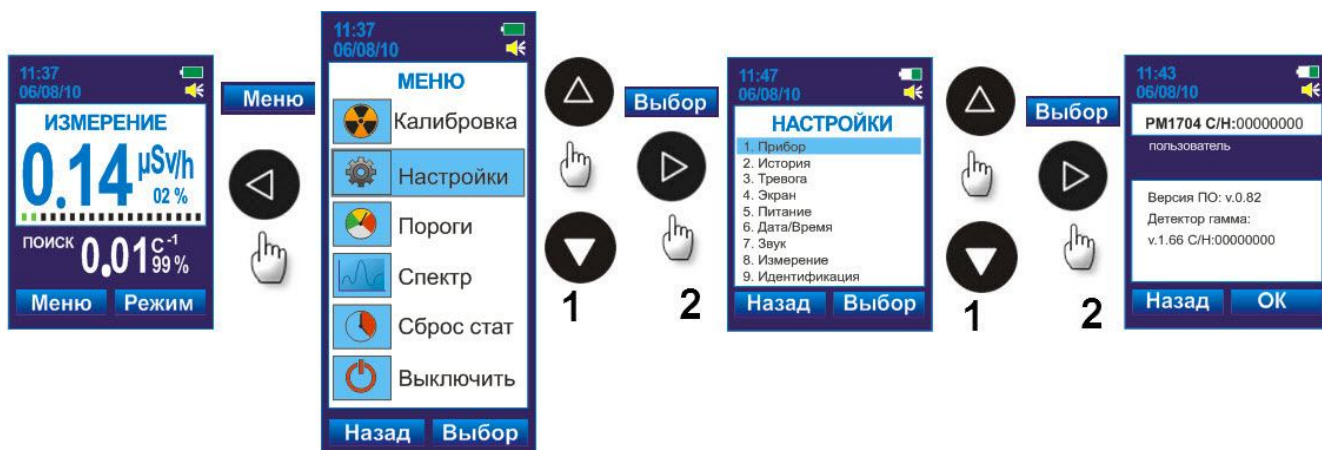 11:37
06/08/10
ИЗМЕРЕНИЕ
0.14 µSv/h
02 %
ПОИСК 0,01 C⁻¹
99 %
Меню Режим
Меню
11:37
06/08/10
МЕНЮ
Калибровка
Настройки
Пороги
Спектр
Сброс стат
Выключить
Назад Выбор
1
Выбор
2
11:47
06/08/10
НАСТРОЙКИ
1. Прибор
2. История
3. Тревога
4. Экран
5. Питание
6. Дата/Время
7. Звук
8. Измерение
9. Идентификация
Назад Выбор
1
Выбор
2
11:43
06/08/10
PM1704 С/Н:00000000
пользователь
Версия ПО: v.0.82
Детектор гамма:
v.1.66 С/Н:00000000
Назад ОК